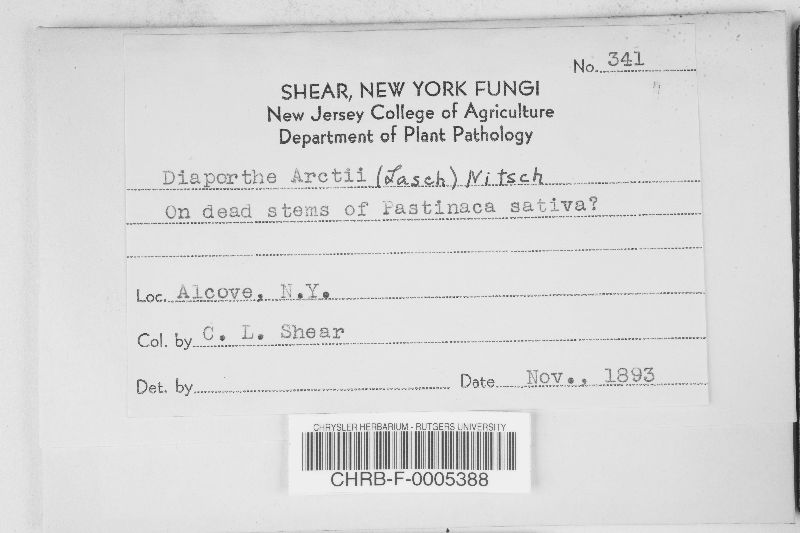 No. 341
SHEAR, NEW YORK FUNGI
New Jersey College of Agriculture
Department of Plant Pathology
Diaporthe Arctii (Lasch) Nitsch
On dead stems of Pastinaca sativa?
Loc. Alcove, N.Y.
Col. by C. L. Shear
Det. by Date Nov., 1893
CHRYSLER HERBARIUM - RUTGERS UNIVERSITY
CHRB-F-0005388